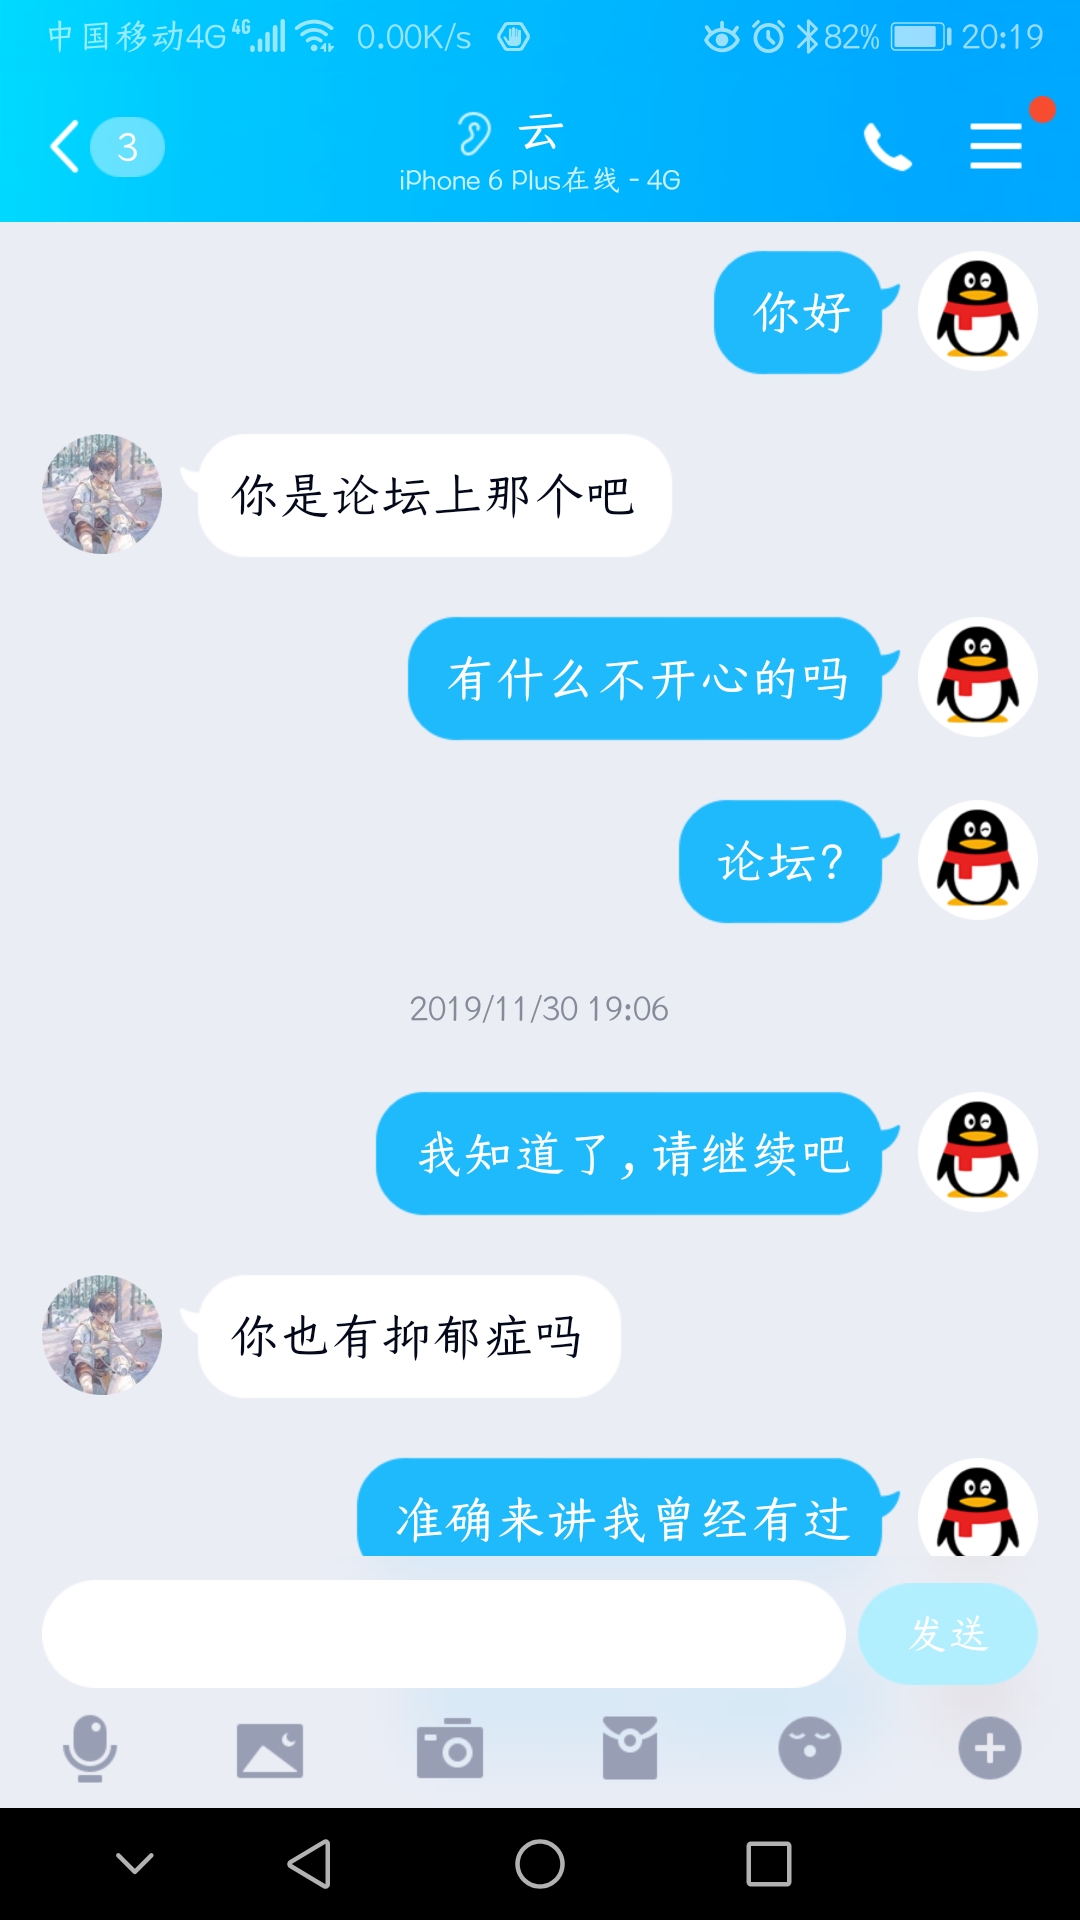 中国移动4G 4G 0.00K/s 82% 20:19
3
云
iPhone 6 Plus在线 - 4G
你好
你是论坛上那个吧
有什么不开心的吗
论坛?
2019/11/30 19:06
我知道了,请继续吧
你也有抑郁症吗
准确来讲我曾经有过
发送